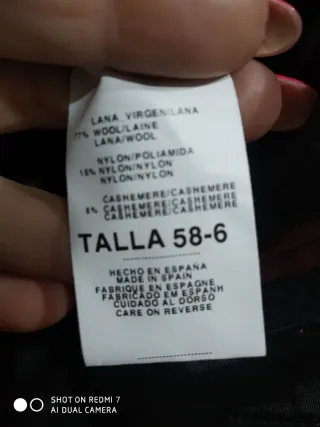 LANA VIRGEN/LANA
77% WOOL/LAINE
LANA/WOOL
NYLON/POLIAMIDA
15% NYLON/NYLON
NYLON/NYLON
CASHEMERE/CASHEMERE
8% CASHEMERE/CASHEMERE
CASHEMERE/CASHEMERE
TALLA 58-6
HECHO EN ESPAÑA
MADE IN SPAIN
FABRIQUE EN ESPAGNE
FABRICADO EM ESPANH
CUIDADO AL DORSO
CARE ON REVERSE
SHOT ON REDMI 7
AI DUAL CAMERA